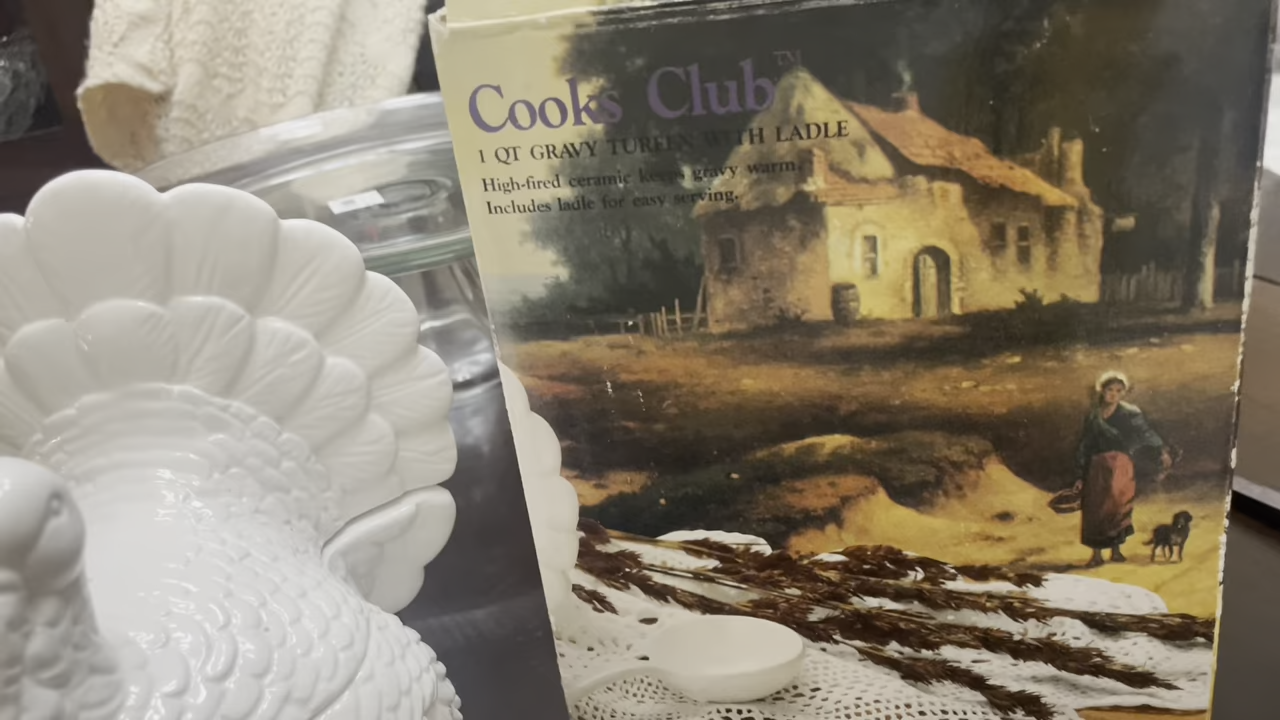 Cooks Club™
1 QT GRAVY TUREEN WITH LADLE
High-fired ceramic keeps gravy warm.
Includes ladle for easy serving.